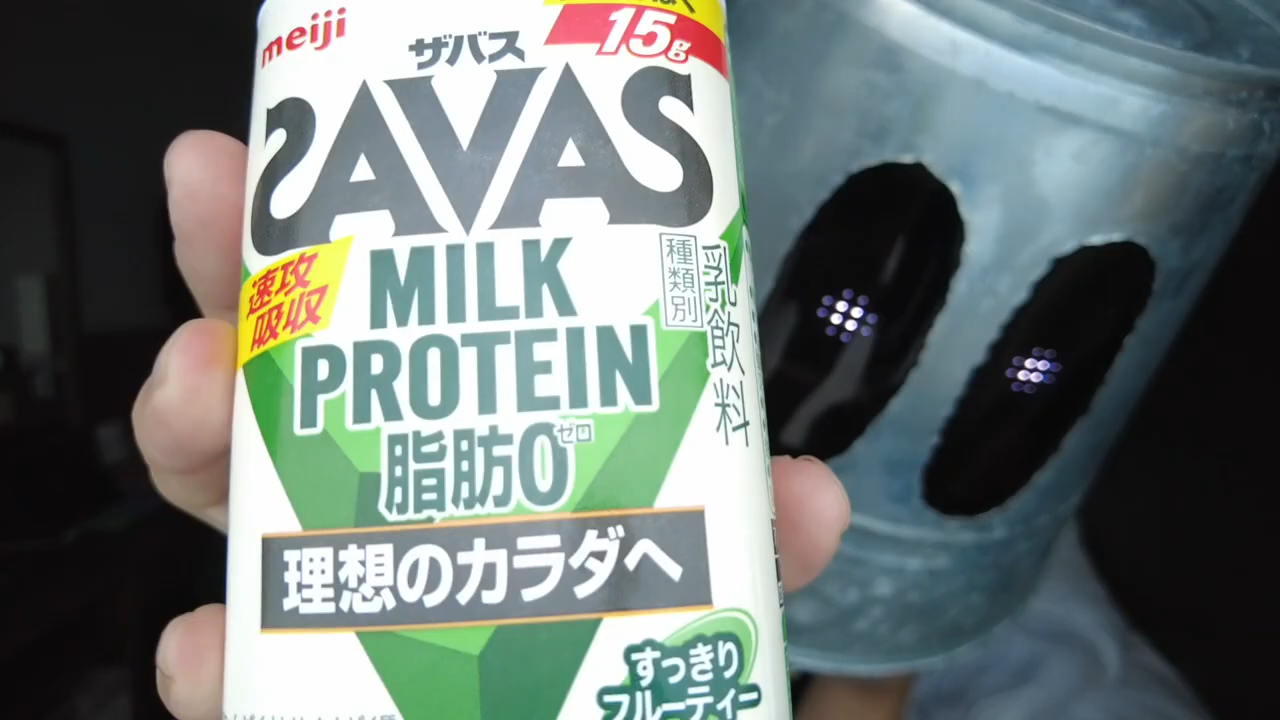 meiji
15g
ザバス
SAVAS
速攻
吸収
MILK
PROTEIN
脂肪0
ゼロ
種類別
乳飲料
理想のカラダへ
すっきり
フルーティー